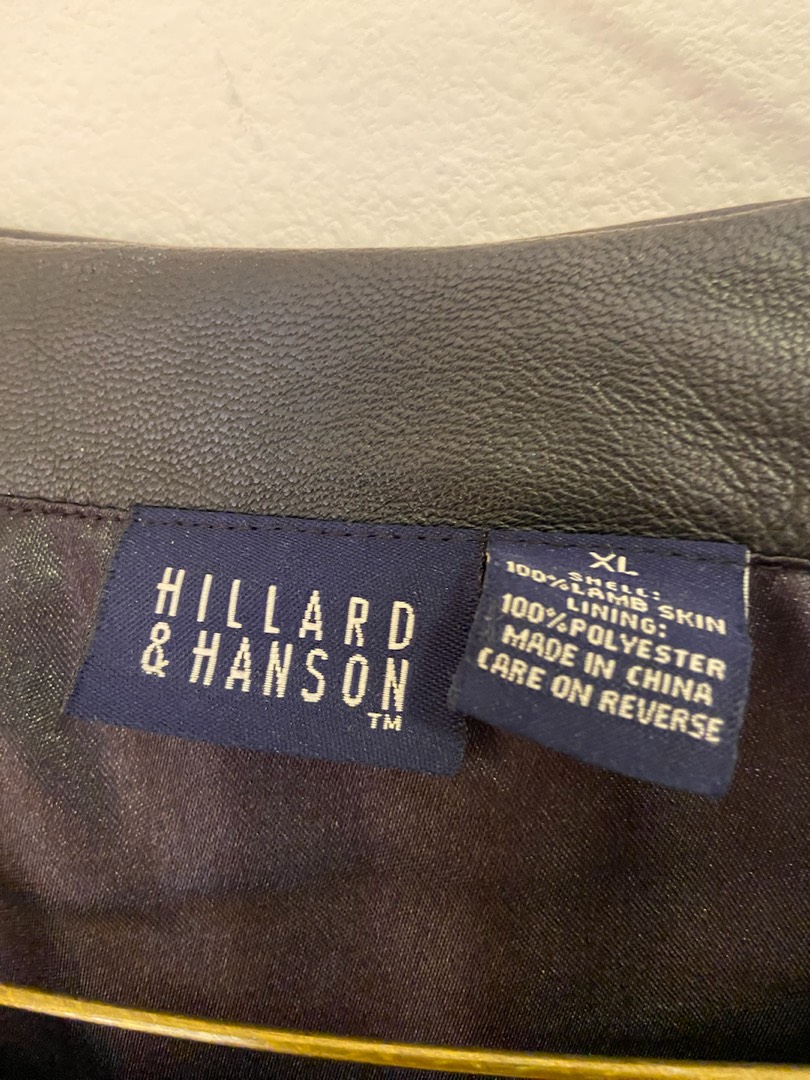 HILLARD
& HANSON
TM
XL
SHELL:
100% LAMB SKIN
LINING:
100% POLYESTER
MADE IN CHINA
CARE ON REVERSE